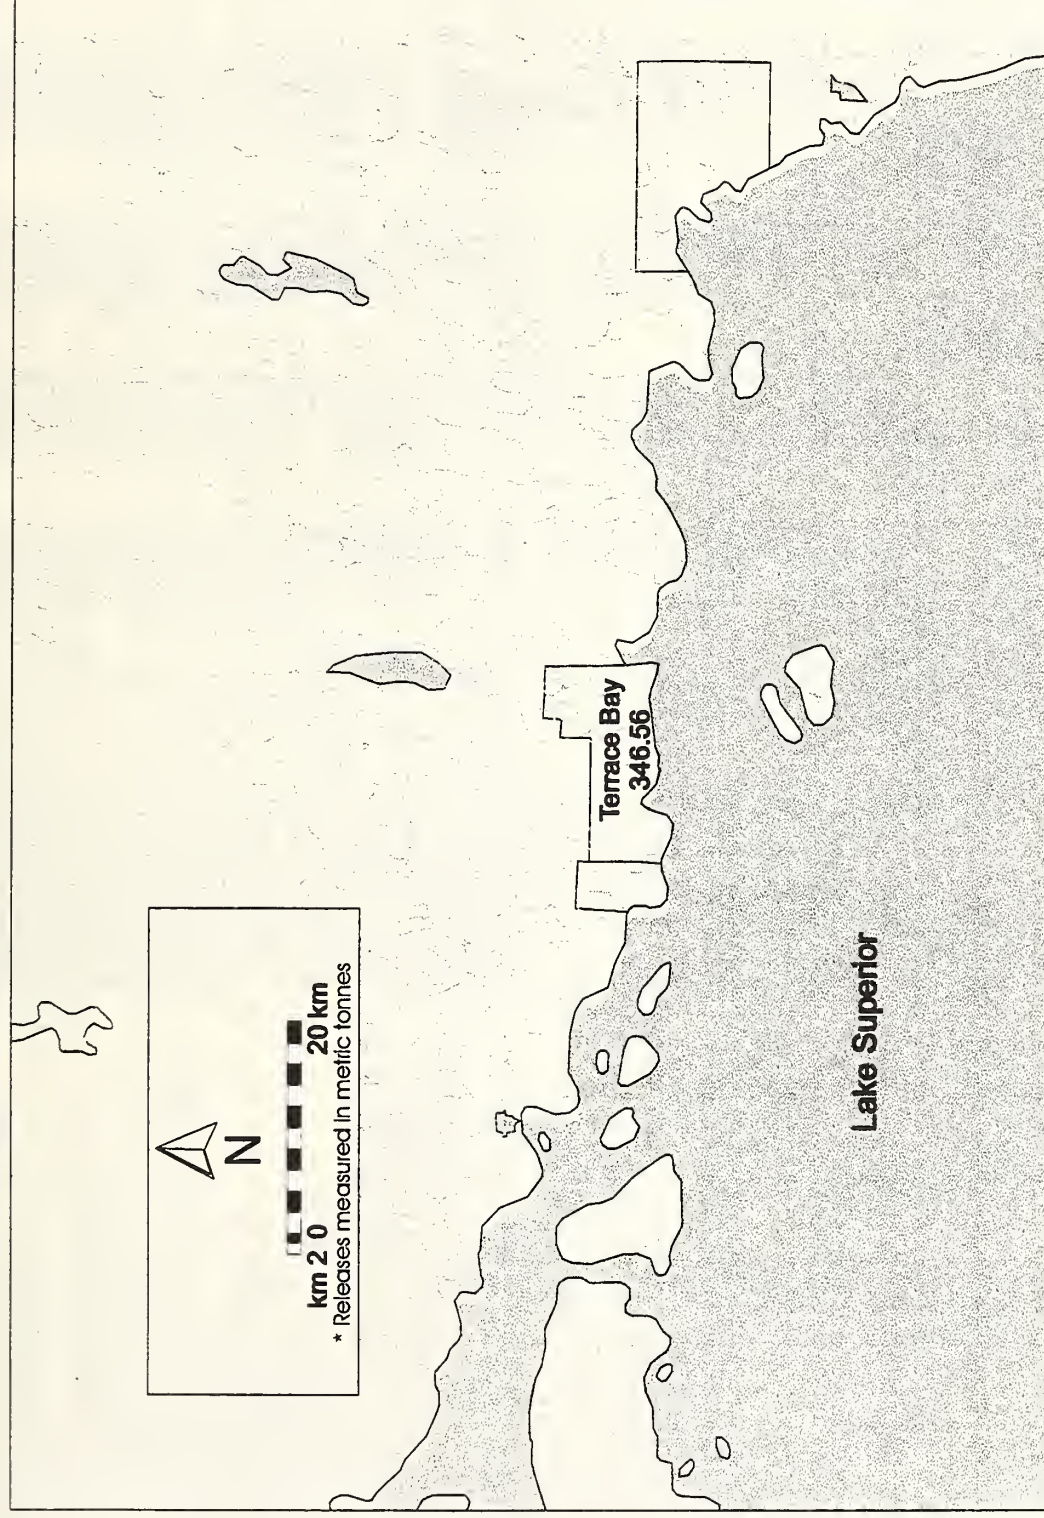 N
km 2 0 20 km
* Releases measured in metric tonnes
Terrace Bay
346.56
Lake Superior